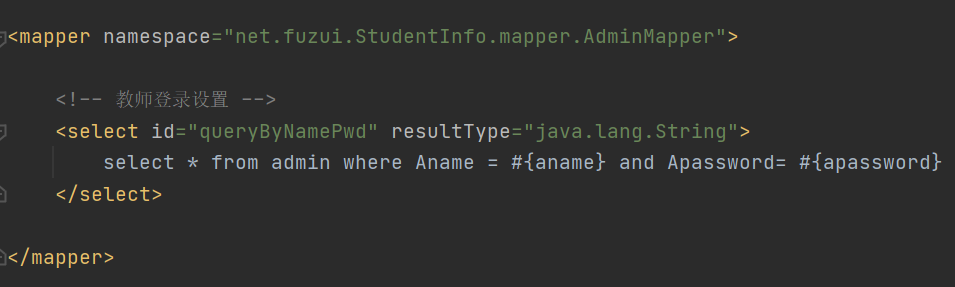 <mapper namespace="net.fuzui.StudentInfo.mapper.AdminMapper">
<!-- 教师登录设置 -->
<select id="queryByNamePwd" resultType="java.lang.String">
select * from admin where Aname = #{aname} and Apassword= #{apassword}
</select>
</mapper>